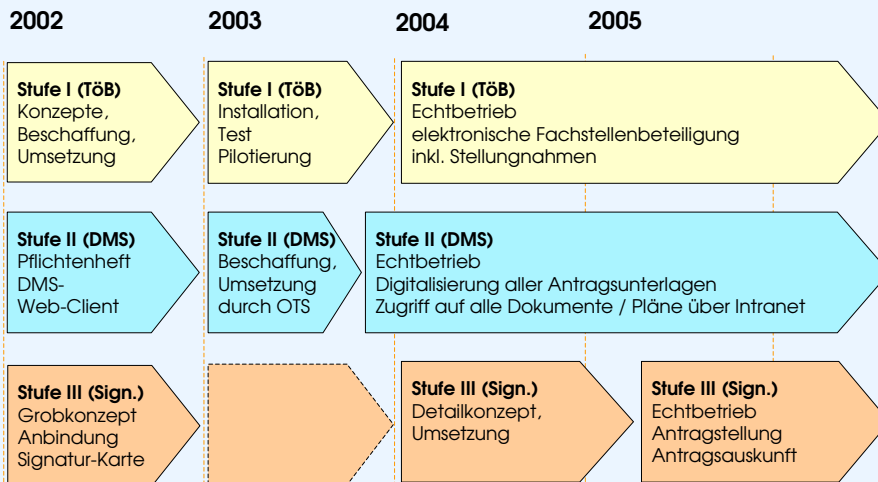 2002
2003
2004
2005
Stufe I (TöB)
Konzepte,
Beschaffung,
Umsetzung
Stufe I (TöB)
Installation,
Test
Pilotierung
Stufe I (TöB)
Echtbetrieb
elektronische Fachstellenbeteiligung
inkl. Stellungnahmen
Stufe II (DMS)
Pflichtenheft
DMS-
Web-Client
Stufe II (DMS)
Beschaffung,
Umsetzung
durch OTS
Stufe II (DMS)
Echtbetrieb
Digitalisierung aller Antragsunterlagen
Zugriff auf alle Dokumente / Pläne über Intranet
Stufe III (Sign.)
Grobkonzept
Anbindung
Signatur-Karte
Stufe III (Sign.)
Detailkonzept,
Umsetzung
Stufe III (Sign.)
Echtbetrieb
Antragstellung
Antragsauskunft